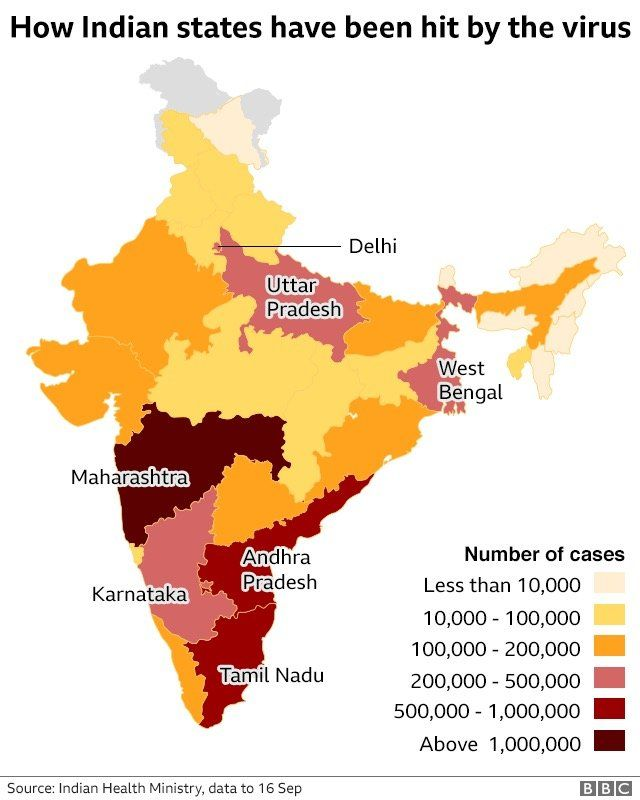 How Indian states have been hit by the virus
Delhi
Uttar
Pradesh
West
Bengal
Maharashtra
Andhra
Pradesh
Karnataka
Tamil Nadu
Number of cases
Less than 10,000
10,000 - 100,000
100,000 - 200,000
200,000 - 500,000
500,000 - 1,000,000
Above 1,000,000
Source: Indian Health Ministry, data to 16 Sep
BBC